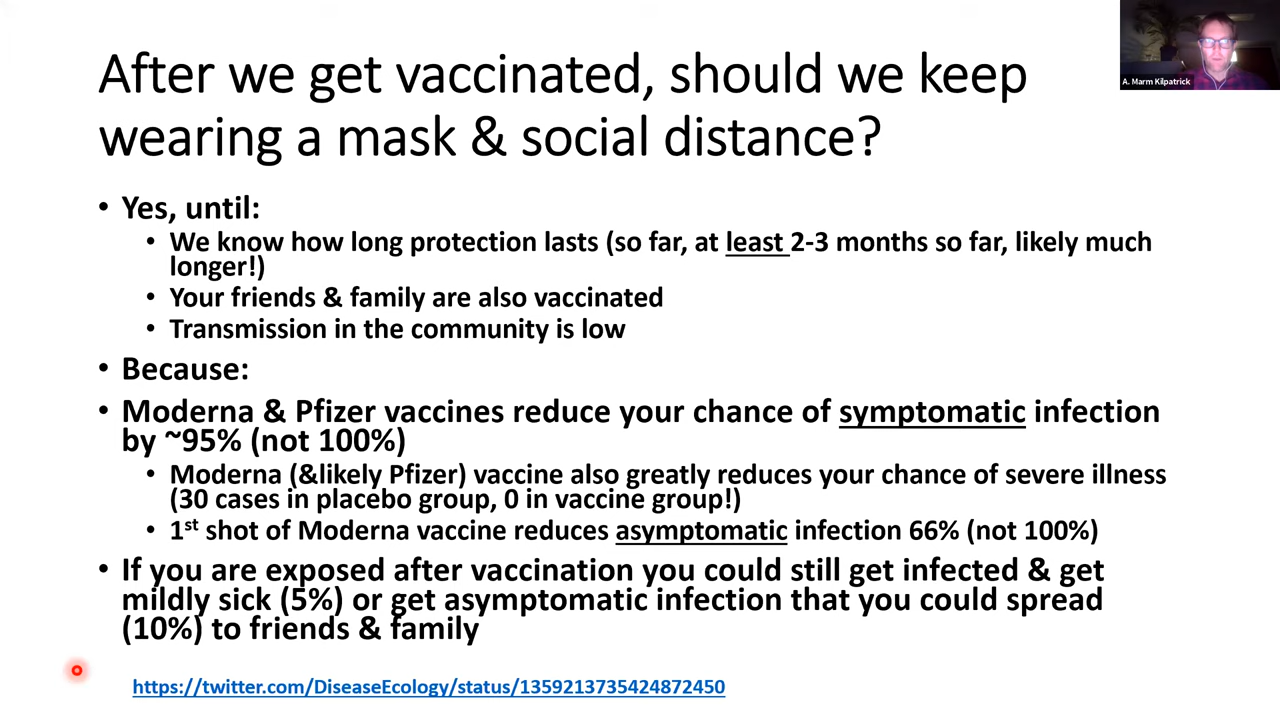 After we get vaccinated, should we keep
wearing a mask & social distance?
A. Marm Kilpatrick
• Yes, until:
• We know how long protection lasts (so far, at least 2-3 months so far, likely much
longer!)
• Your friends & family are also vaccinated
• Transmission in the community is low
• Because:
• Moderna & Pfizer vaccines reduce your chance of symptomatic infection
by ~95% (not 100%)
• Moderna (&likely Pfizer) vaccine also greatly reduces your chance of severe illness
(30 cases in placebo group, 0 in vaccine group!)
• 1st shot of Moderna vaccine reduces asymptomatic infection 66% (not 100%)
• If you are exposed after vaccination you could still get infected & get
mildly sick (5%) or get asymptomatic infection that you could spread
(10%) to friends & family
https://twitter.com/DiseaseEcology/status/1359213735424872450